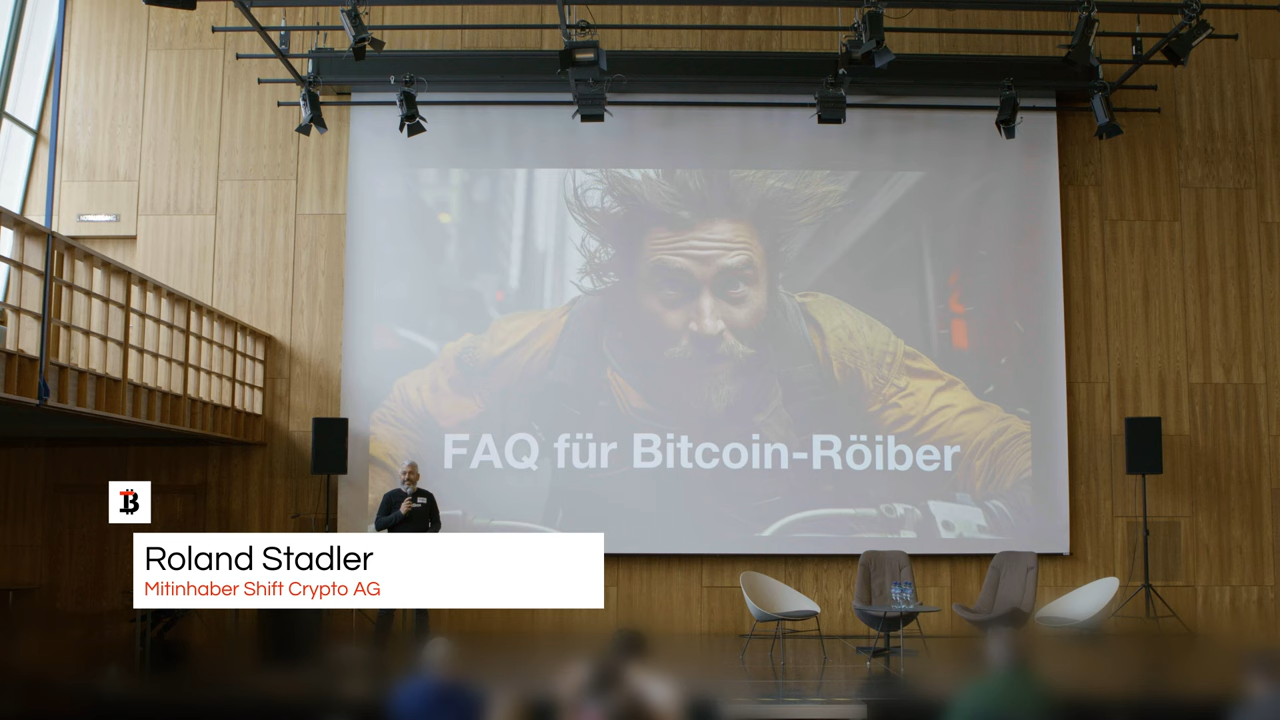 FAQ für Bitcoin-Röiber
Roland Stadler
Mitinhaber Shift Crypto AG